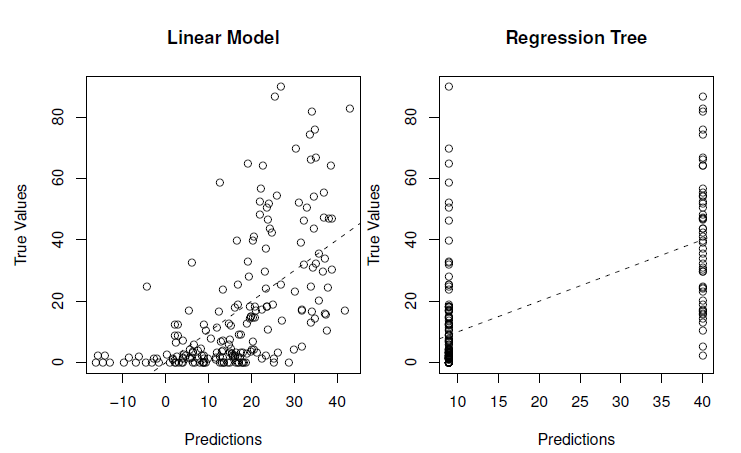 Linear Model
True Values
0 20 40 60 80
−10 0 10 20 30 40
Predictions
Regression Tree
True Values
0 20 40 60 80
10 15 20 25 30 35 40
Predictions